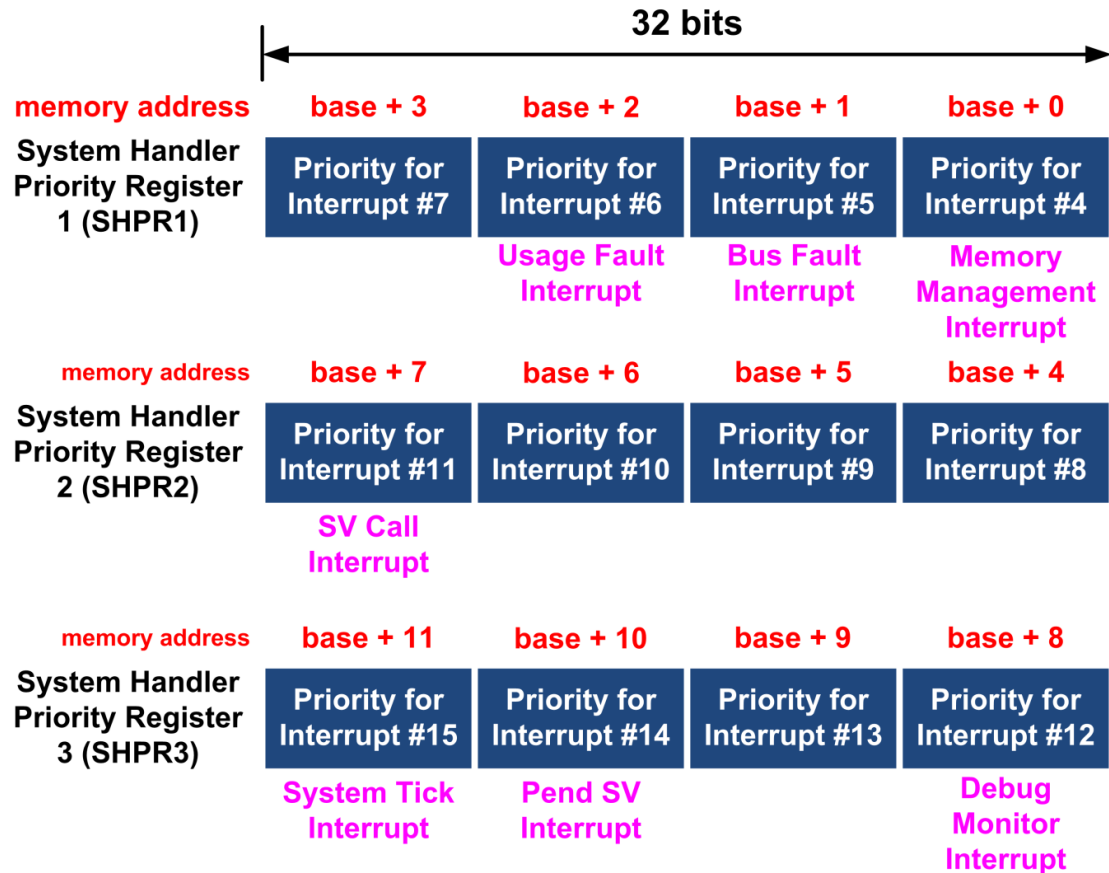 32 bits
memory address base + 3 base + 2 base + 1 base + 0
System Handler
Priority Register
1 (SHPR1)
Priority for
Interrupt #7
Priority for
Interrupt #6
Priority for
Interrupt #5
Priority for
Interrupt #4
Usage Fault
Interrupt
Bus Fault
Interrupt
Memory
Management
Interrupt
memory address base + 7 base + 6 base + 5 base + 4
System Handler
Priority Register
2 (SHPR2)
Priority for
Interrupt #11
Priority for
Interrupt #10
Priority for
Interrupt #9
Priority for
Interrupt #8
SV Call
Interrupt
memory address base + 11 base + 10 base + 9 base + 8
System Handler
Priority Register
3 (SHPR3)
Priority for
Interrupt #15
Priority for
Interrupt #14
Priority for
Interrupt #13
Priority for
Interrupt #12
System Tick
Interrupt
Pend SV
Interrupt
Debug
Monitor
Interrupt